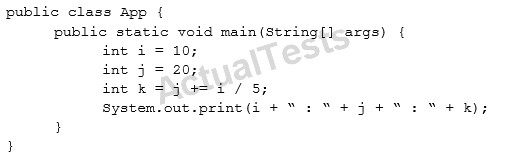 public class App {
public static void main(String[] args) {
int i = 10;
int j = 20;
int k = j += i / 5;
System.out.print(i + “ : “ + j + “ : “ + k);
}
}
ActualTests